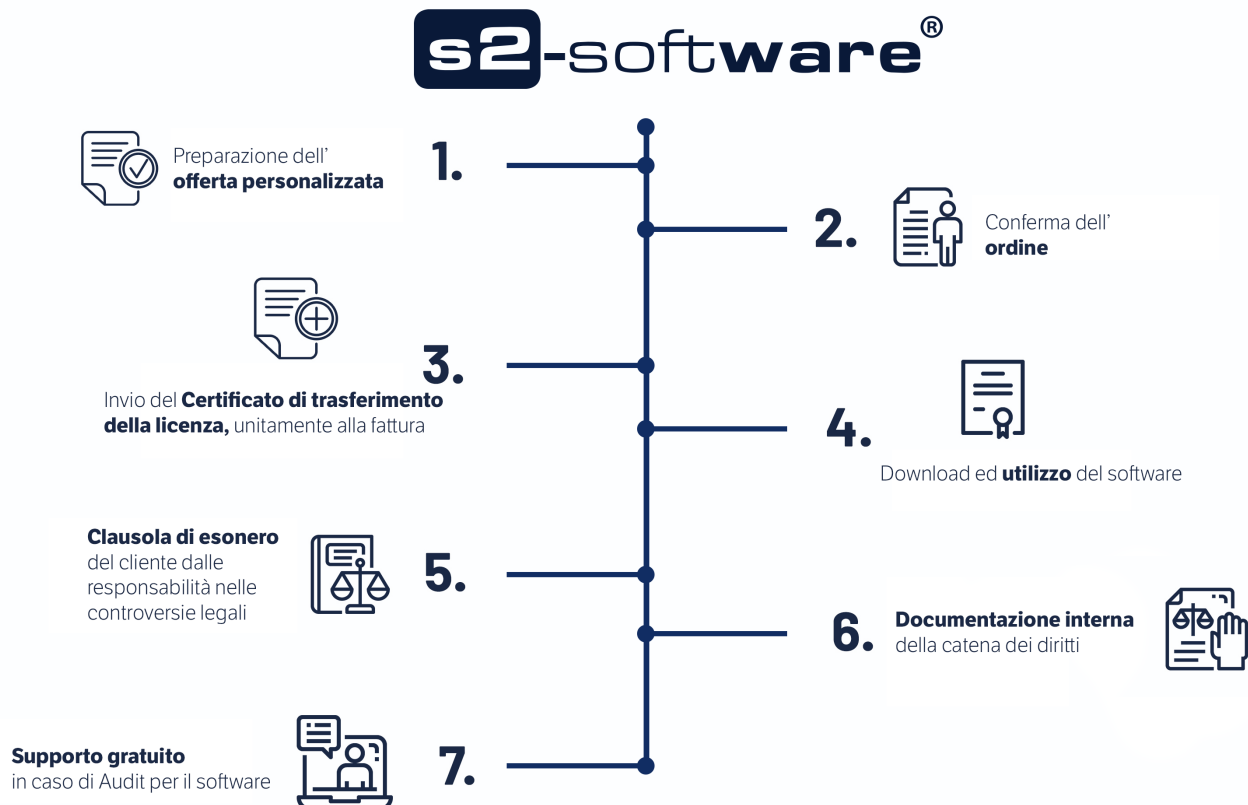 s2-software®
1.
Preparazione dell'
offerta personalizzata
2.
Conferma dell'
ordine
3.
Invio del Certificato di trasferimento
della licenza, unitamente alla fattura
4.
Download ed utilizzo del software
5.
Clausola di esonero
del cliente dalle
responsabilità nelle
controversie legali
6.
Documentazione interna
della catena dei diritti
7.
Supporto gratuito
in caso di Audit per il software